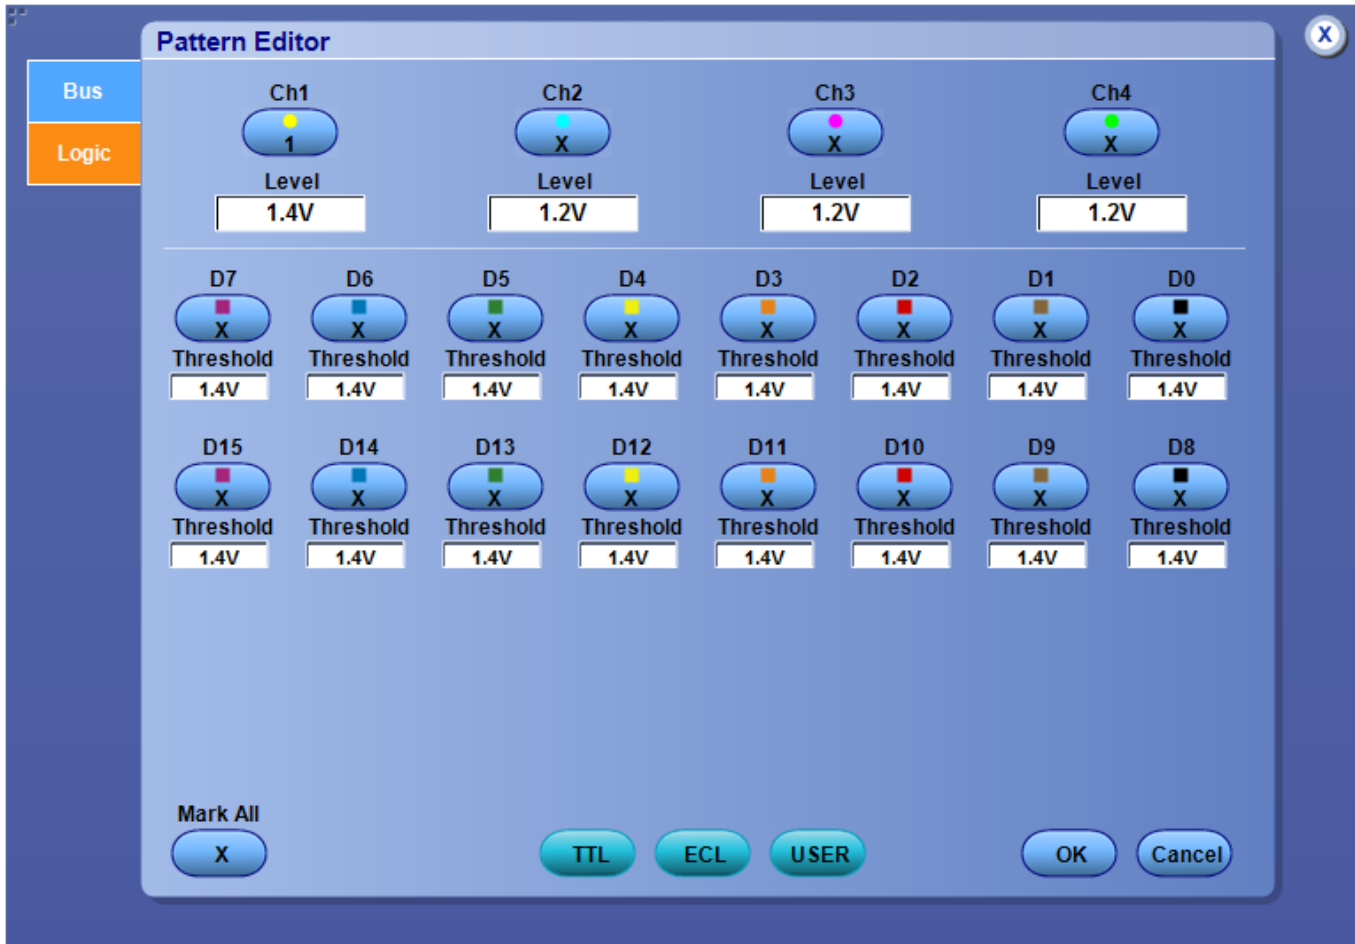 Pattern Editor
X
Bus
Logic
Ch1 Ch2 Ch3 Ch4
1 X X X
Level Level Level Level
1.4V 1.2V 1.2V 1.2V
D7 D6 D5 D4 D3 D2 D1 D0
X X X X X X X X
Threshold Threshold Threshold Threshold Threshold Threshold Threshold Threshold
1.4V 1.4V 1.4V 1.4V 1.4V 1.4V 1.4V 1.4V
D15 D14 D13 D12 D11 D10 D9 D8
X X X X X X X X
Threshold Threshold Threshold Threshold Threshold Threshold Threshold Threshold
1.4V 1.4V 1.4V 1.4V 1.4V 1.4V 1.4V 1.4V
Mark All
X TTL ECL USER OK Cancel